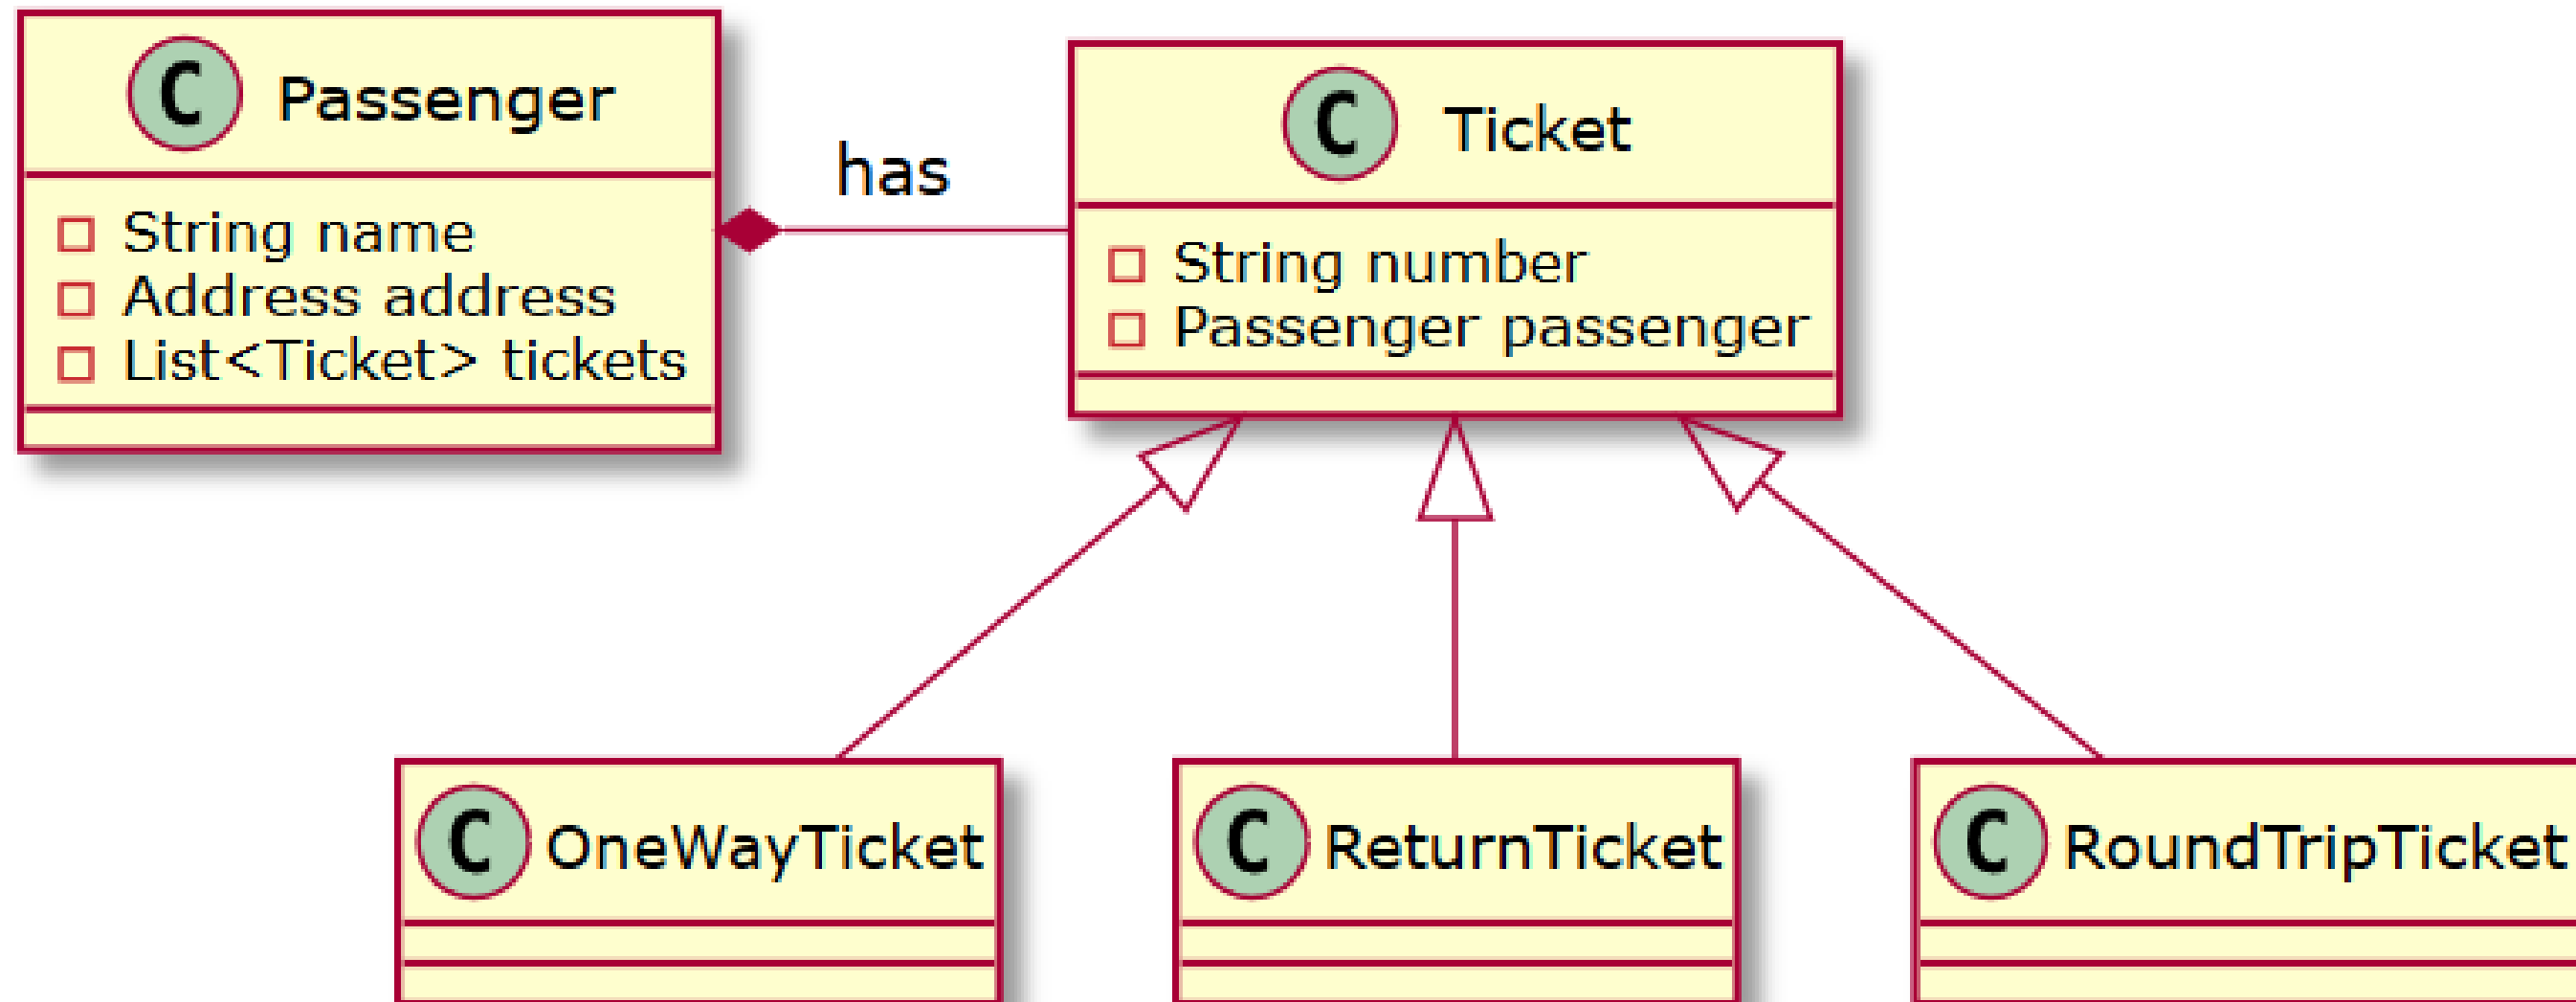 C Passenger
String name
Address address
List<Ticket> tickets
has
C Ticket
String number
Passenger passenger
C OneWayTicket
C ReturnTicket
C RoundTripTicket